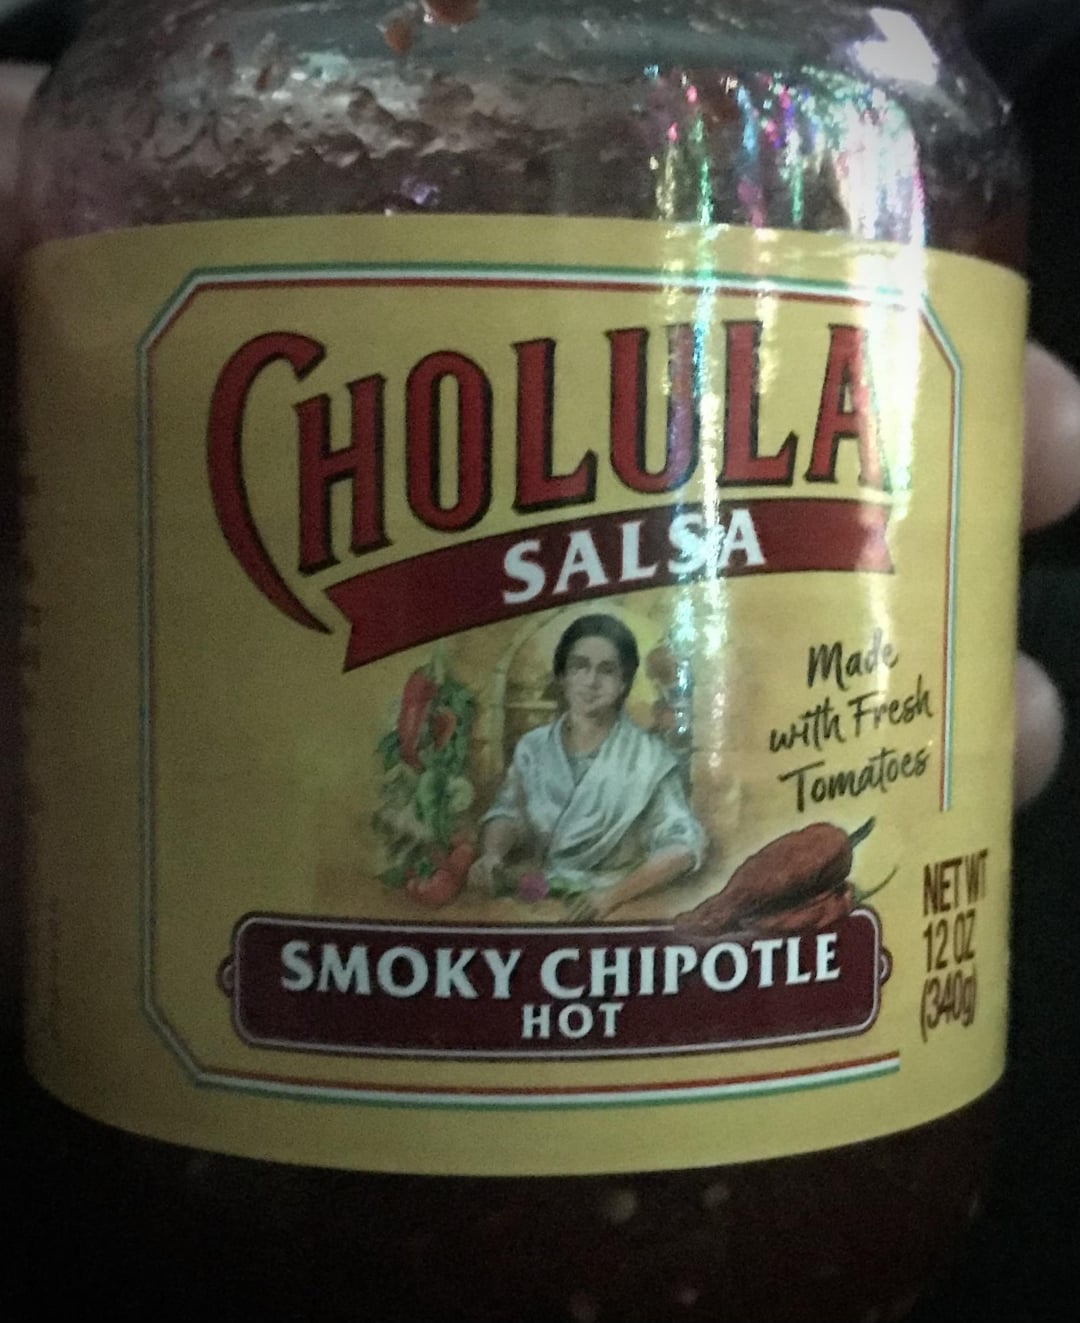 CHOLULA
SALSA
Made
with Fresh
Tomatoes
NET WT
12 OZ
(340g)
SMOKY CHIPOTLE
HOT